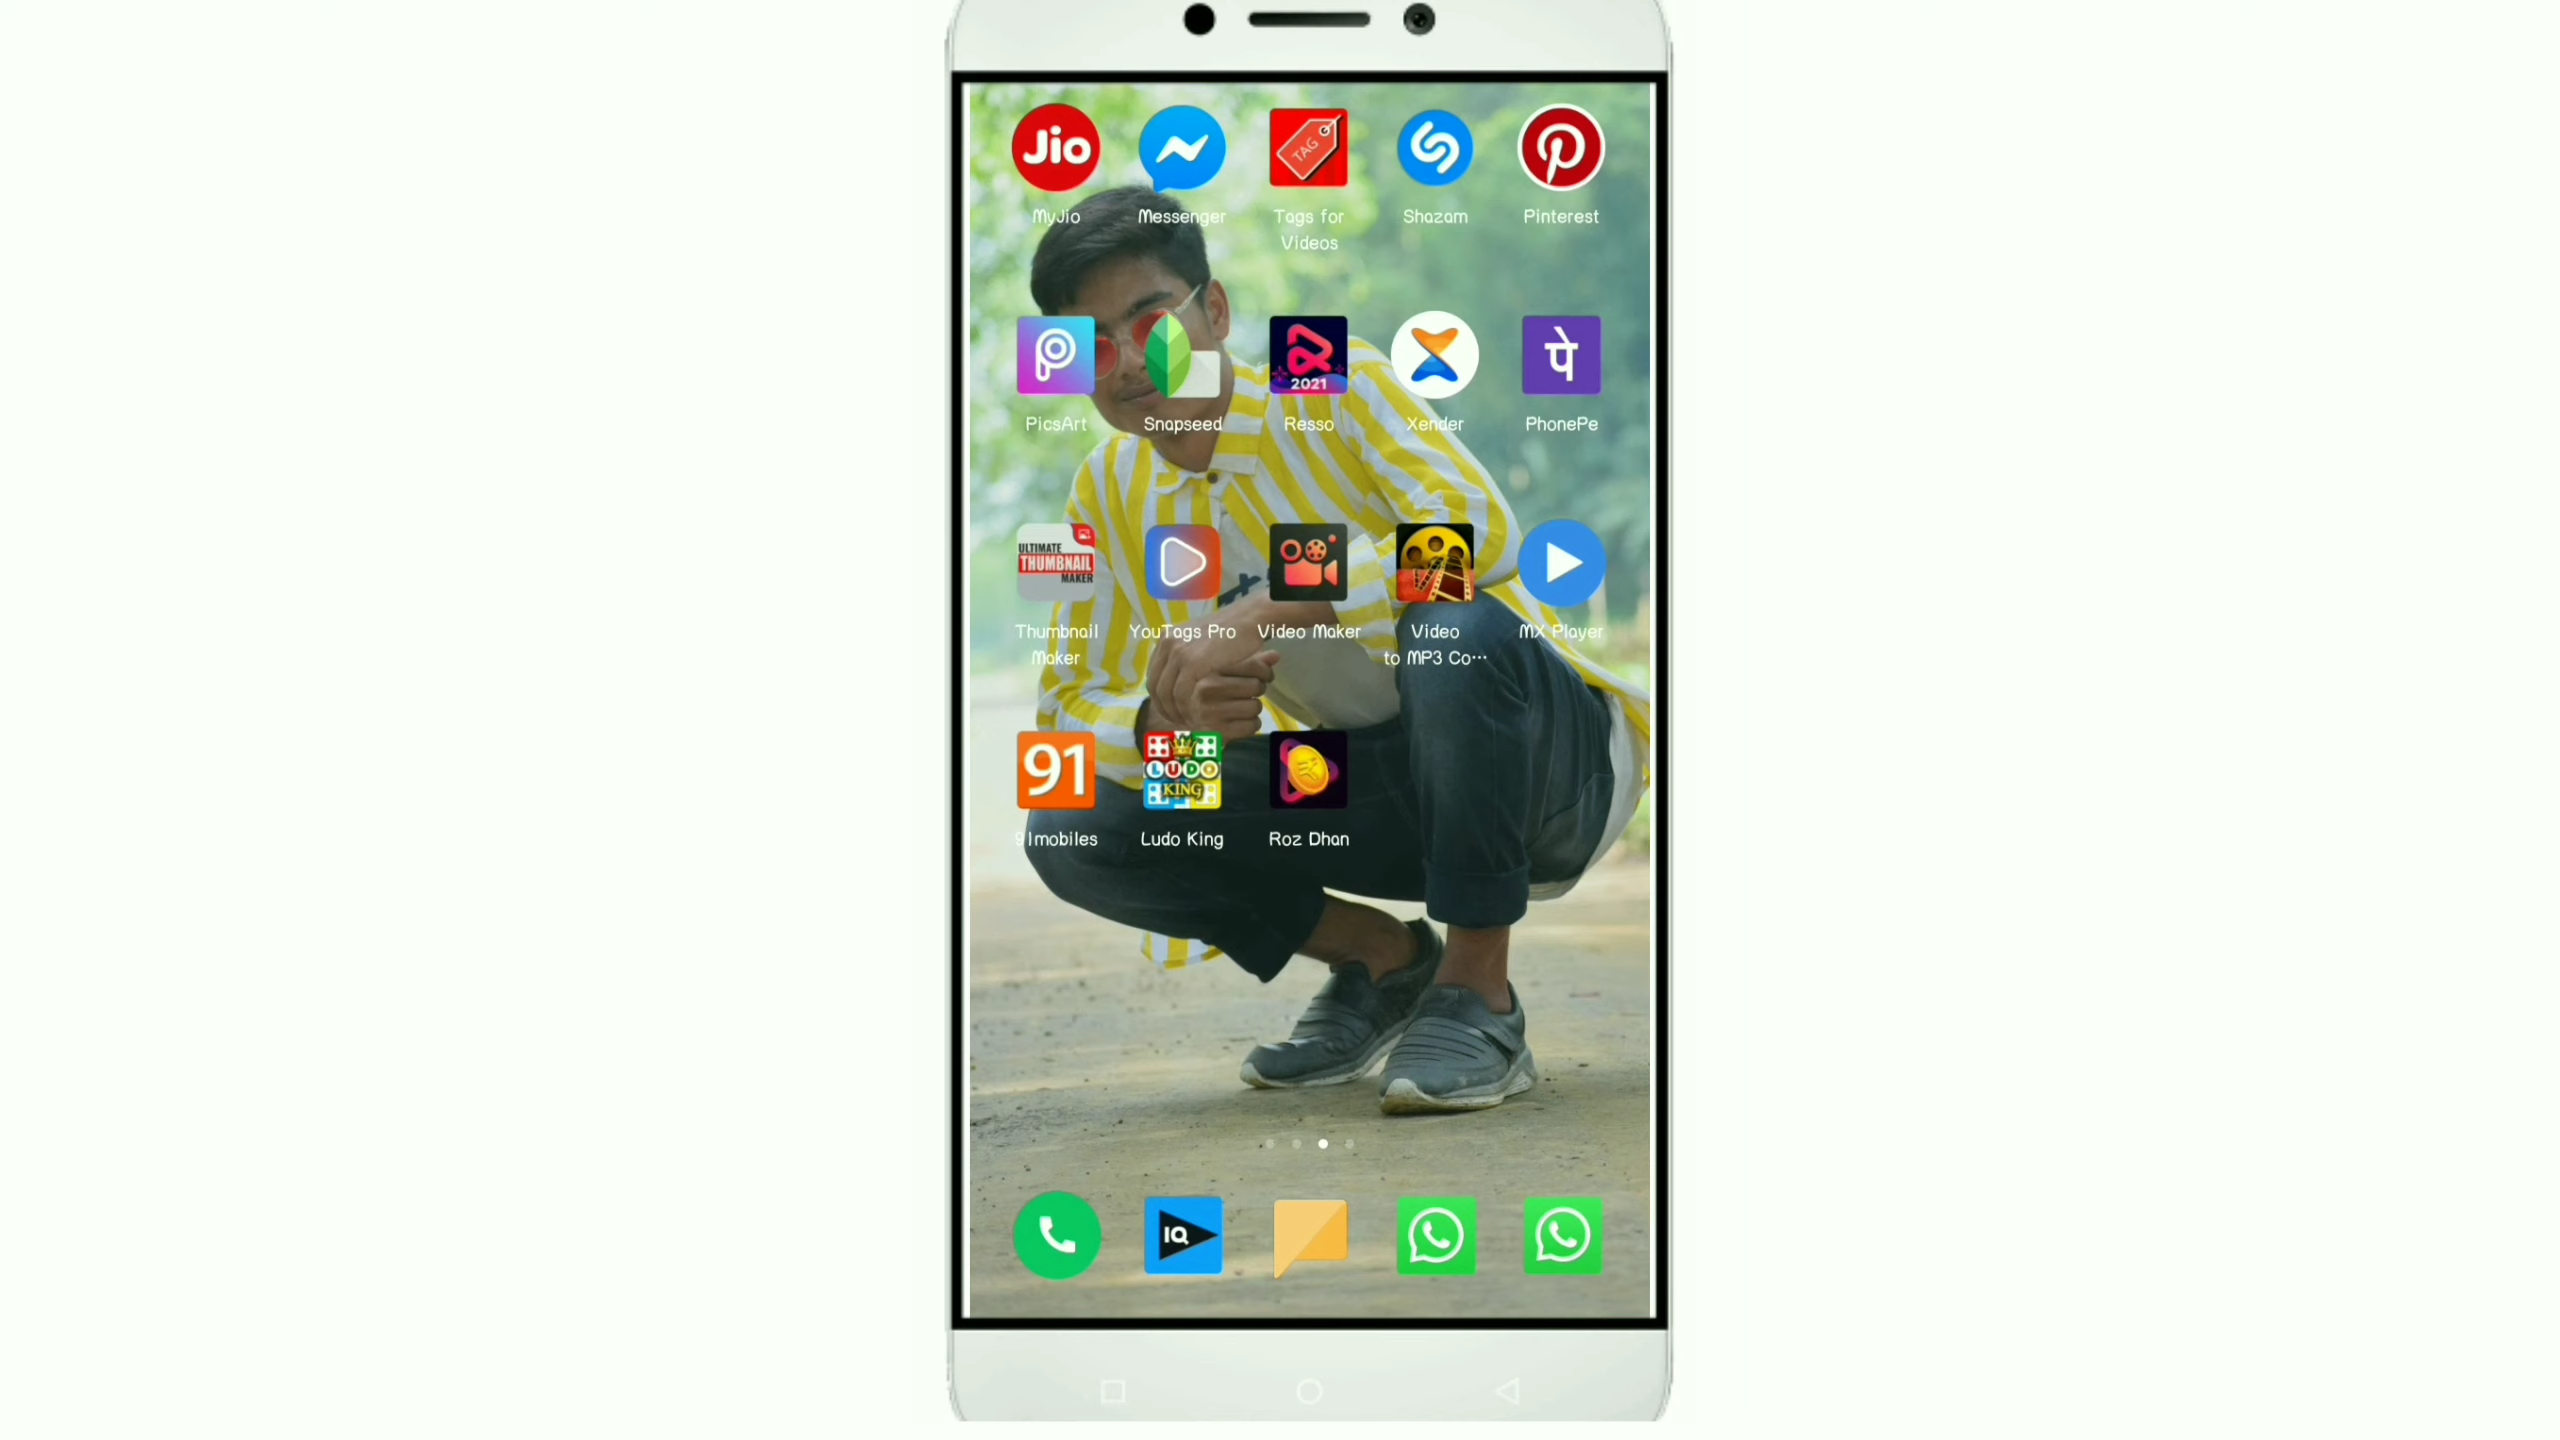 Jio
TAG
MyJio
Messenger
Tags for
Videos
Shazam
Pinterest
2021
पे
PicsArt
Snapseed
Resso
Xender
PhonePe
ULTIMATE
THUMBNAIL
MAKER
Thumbnail
Maker
YouTags Pro
Video Maker
Video
to MP3 Co…
MX Player
91
LUDO
KING
91mobiles
Ludo King
Roz Dhan
IQ